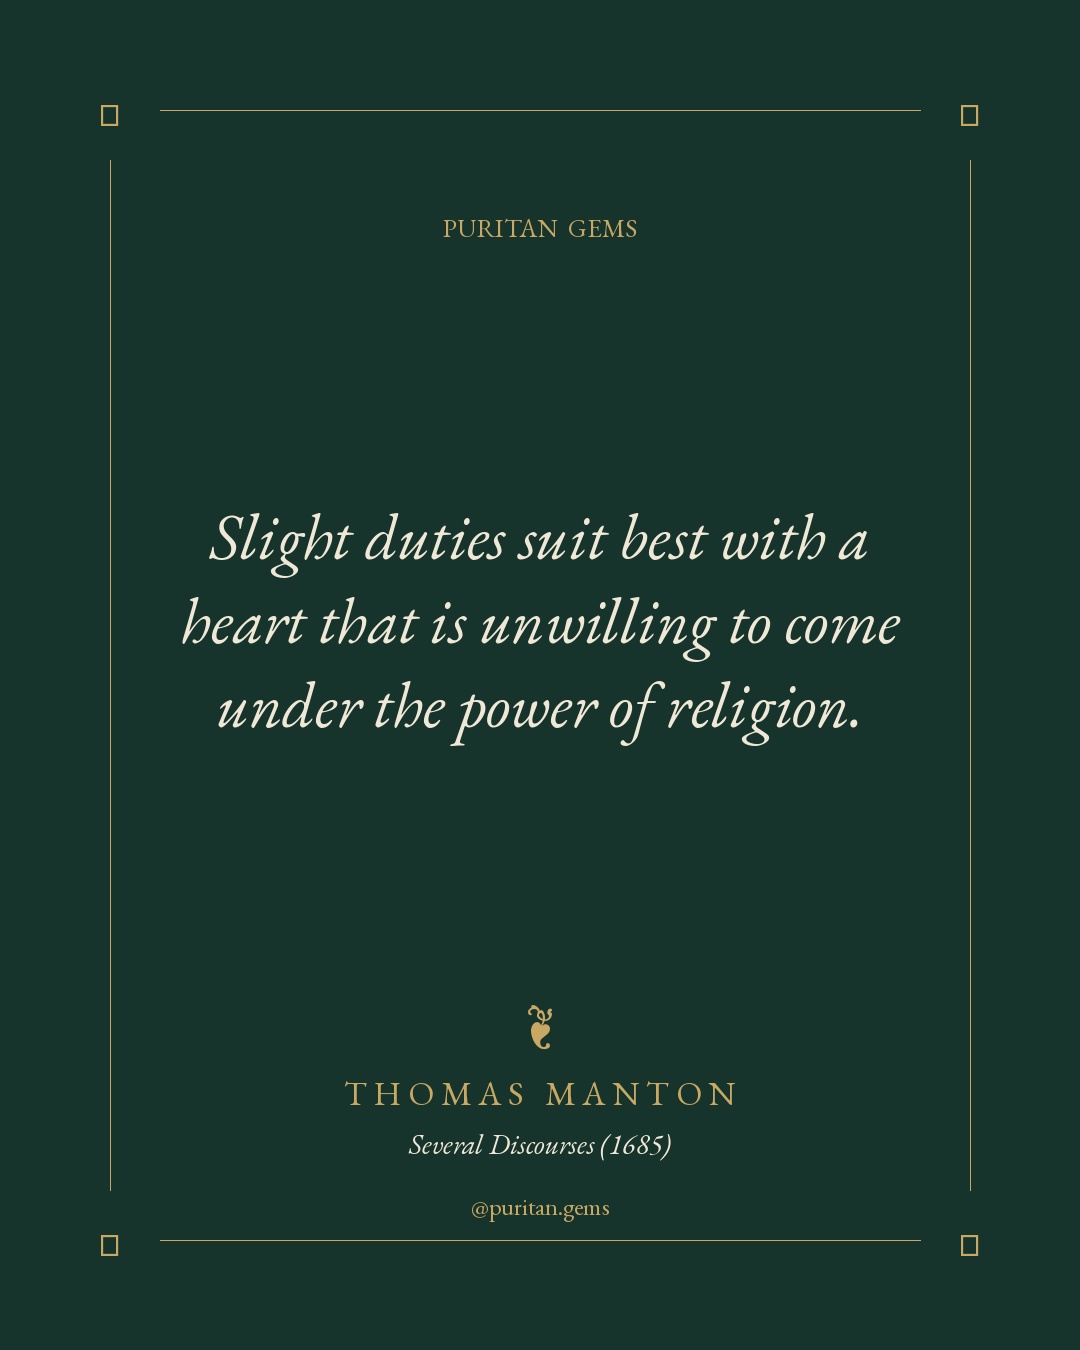 PURITAN GEMS
Slight duties suit best with a
heart that is unwilling to come
under the power of religion.
THOMAS MANTON
Several Discourses (1685)
@puritan.gems